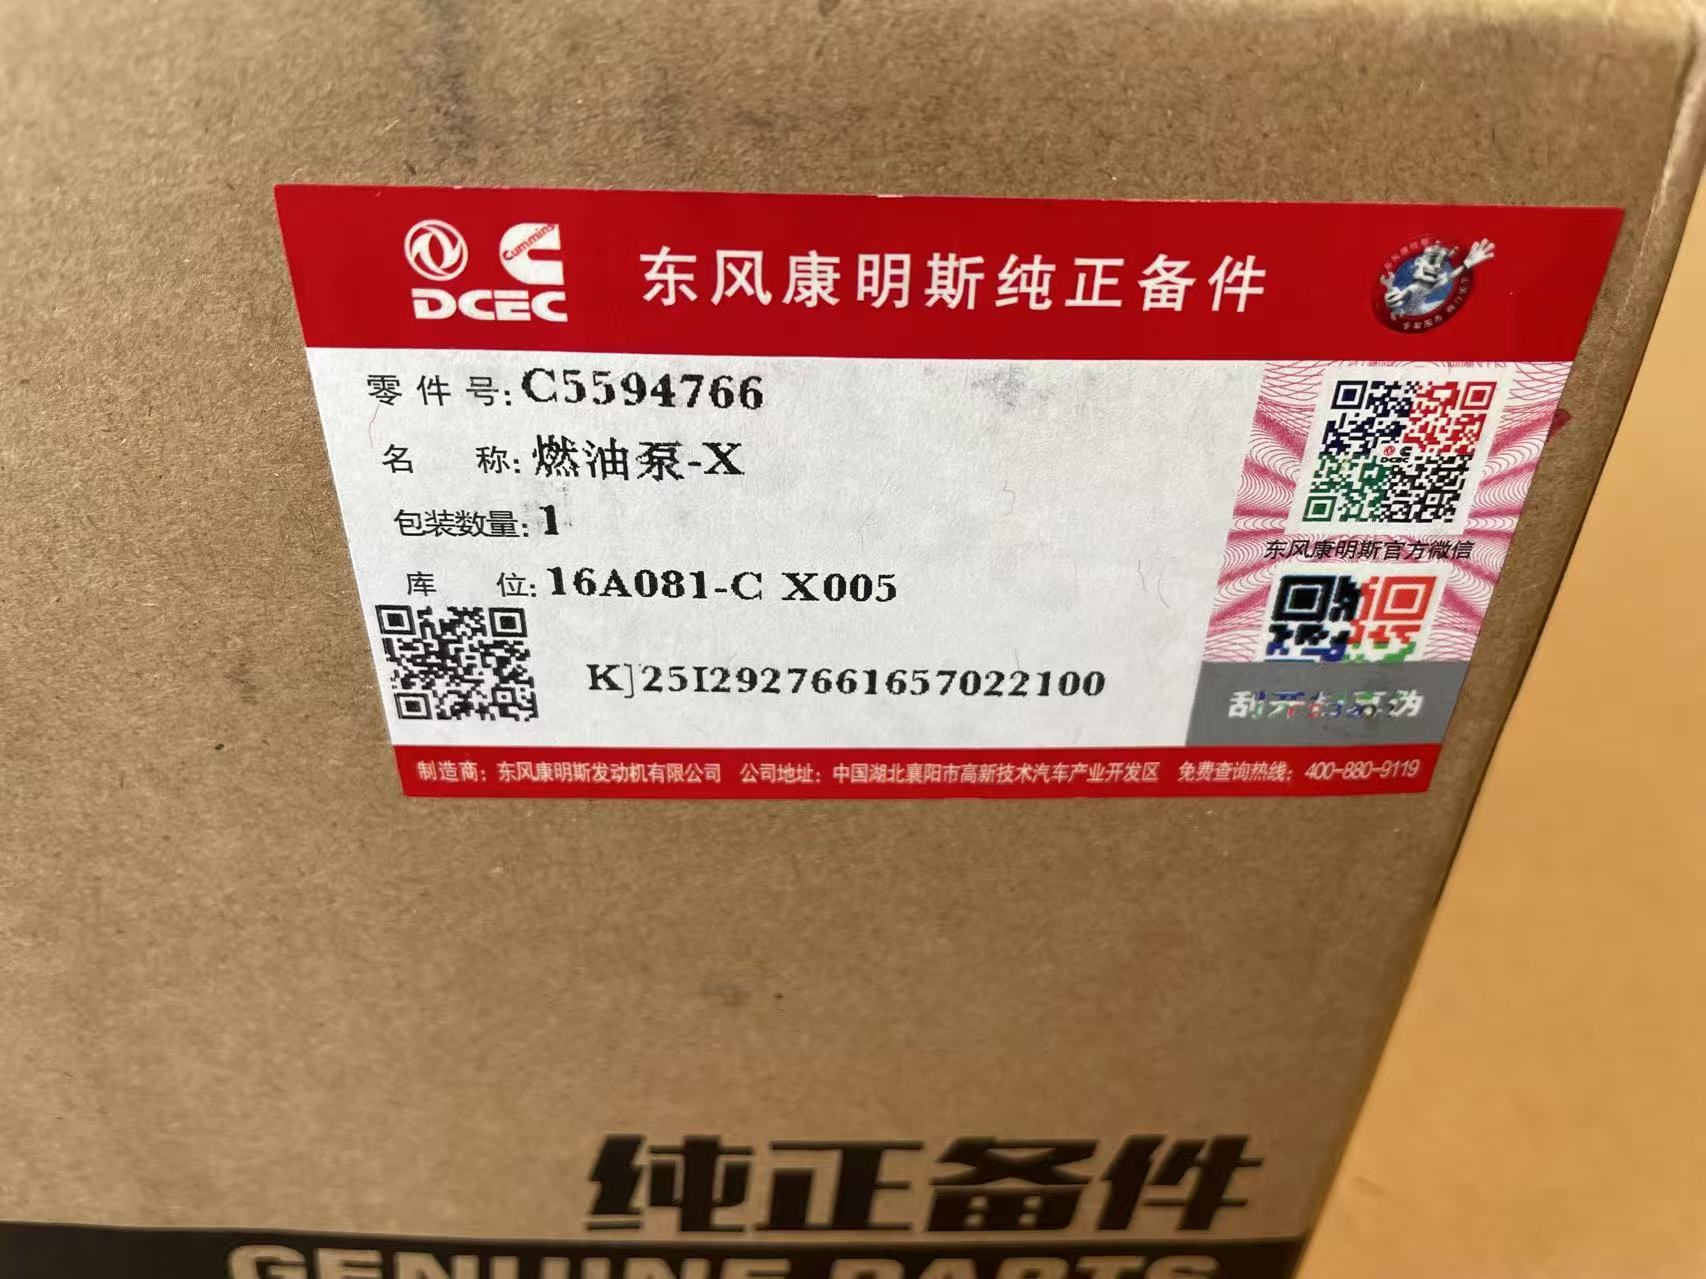 Cummins
DCEC
东风康明斯纯正备件
零件号:C5594766
名 称:燃油泵-X
包装数量:1
库 位:16A081-C X005
K]25I2927661657022100
东风康明斯官方微信
制造商：东风康明斯发动机有限公司 公司地址：中国湖北襄阳市高新技术汽车产业开发区 免费查询热线：400-880-9119
纯正备件
GENUINE PARTS